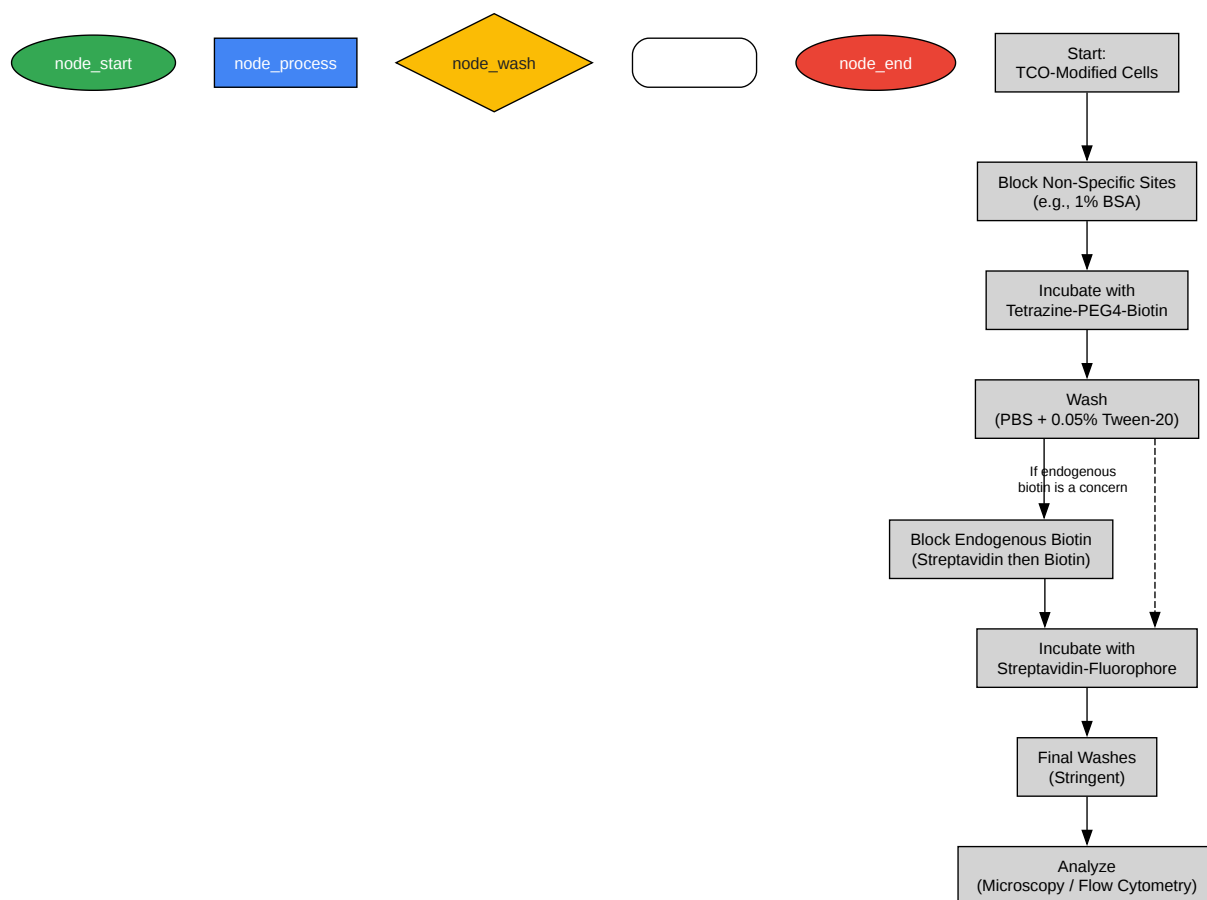 node_start
node_process
node_wash
node_end
Start:
TCO-Modified Cells
Block Non-Specific Sites
(e.g., 1% BSA)
Incubate with
Tetrazine-PEG4-Biotin
Wash
(PBS + 0.05% Tween-20)
If endogenous
biotin is a concern
Block Endogenous Biotin
(Streptavidin then Biotin)
Incubate with
Streptavidin-Fluorophore
Final Washes
(Stringent)
Analyze
(Microscopy / Flow Cytometry)